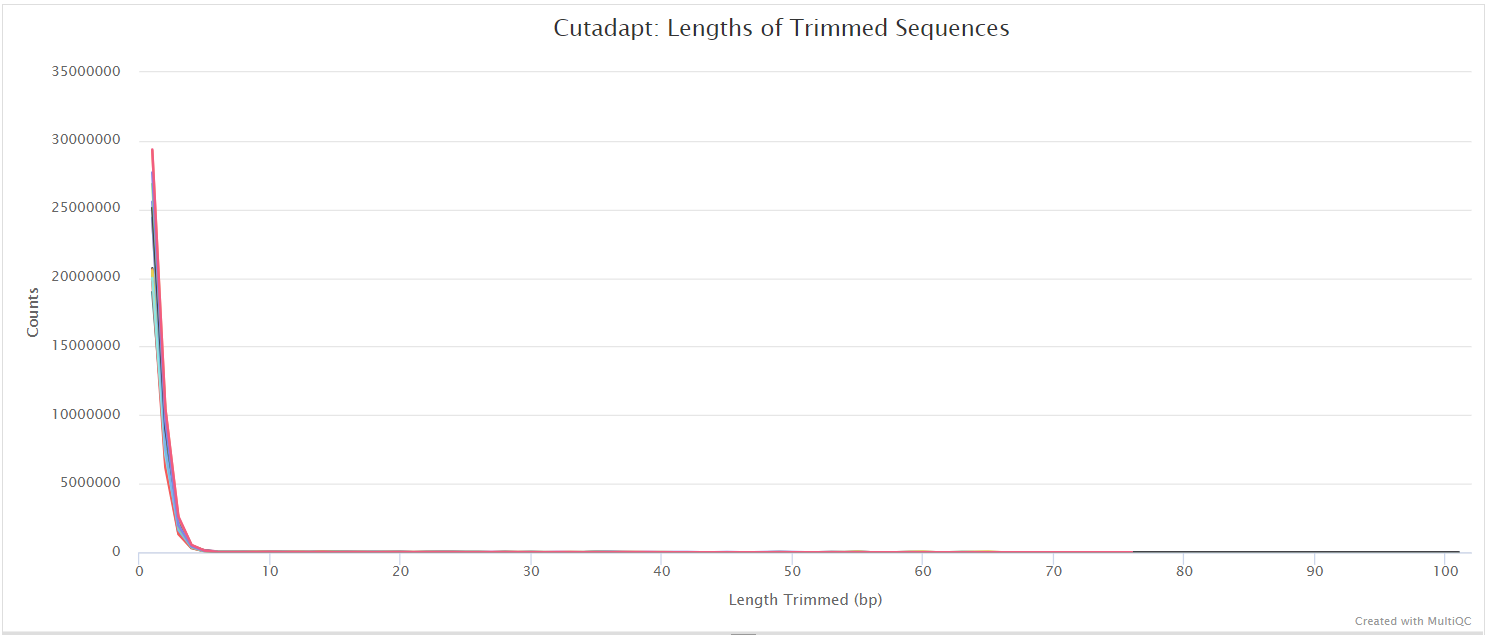 Cutadapt: Lengths of Trimmed Sequences
35000000
30000000
25000000
20000000
15000000
10000000
5000000
0
Counts
0 10 20 30 40 50 60 70 80 90 100
Length Trimmed (bp)
Created with MultiQC